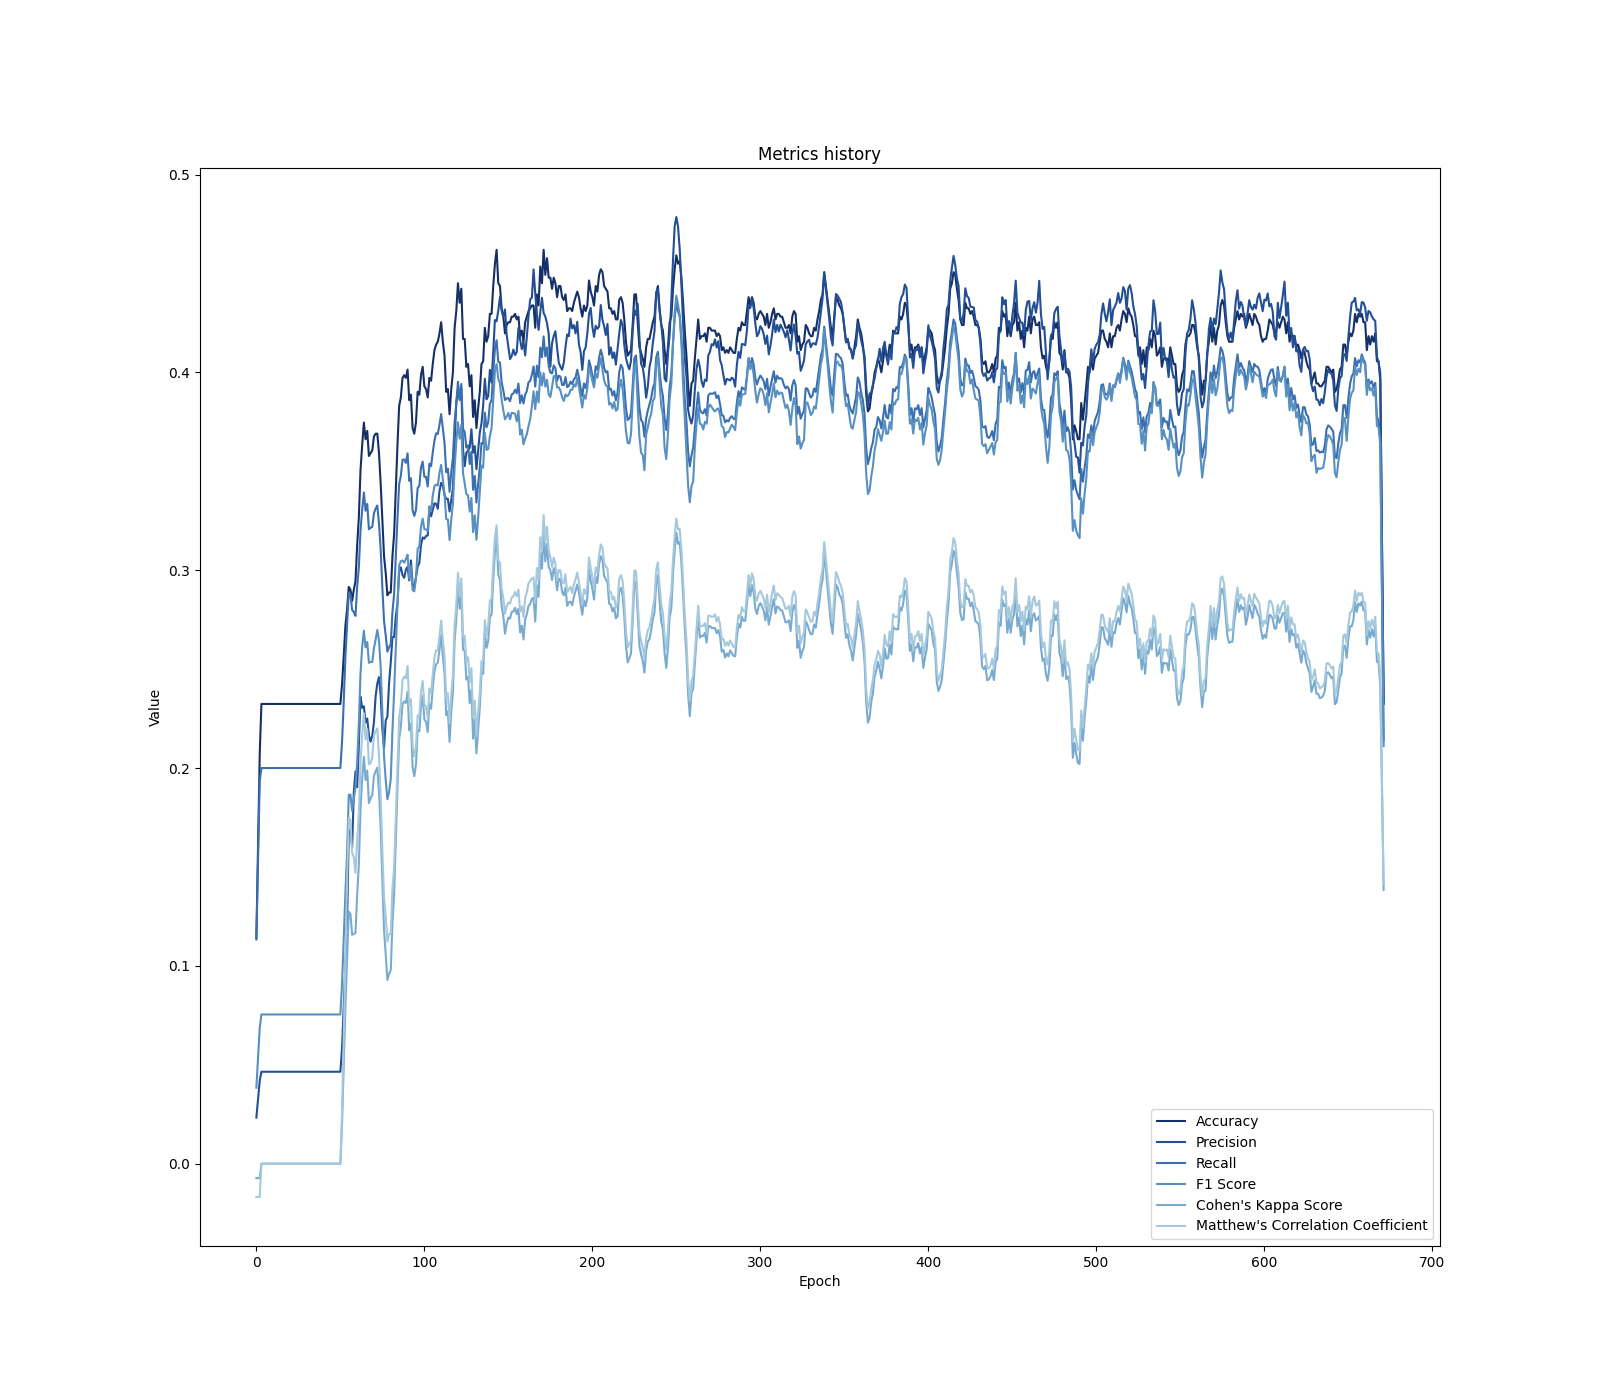 Metrics history
0.5
0.4
0.3
0.2
0.1
0.0
Value
0 100 200 300 400 500 600 700
Epoch
Accuracy
Precision
Recall
F1 Score
Cohen's Kappa Score
Matthew's Correlation Coefficient